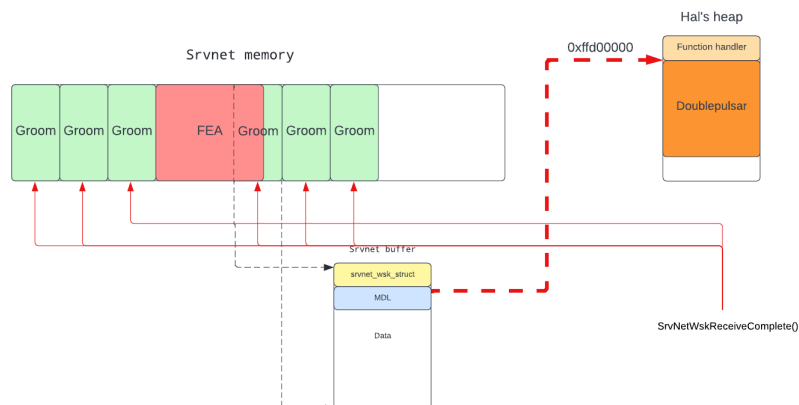 Hal's heap
Srvnet memory
0xffd00000
Function handler
Doublepulsar
Groom
Groom
Groom
FEA
Groom
Groom
Groom
Srvnet buffer
srvnet_wsk_struct
MDL
Data
SrvNetWskReceiveComplete()